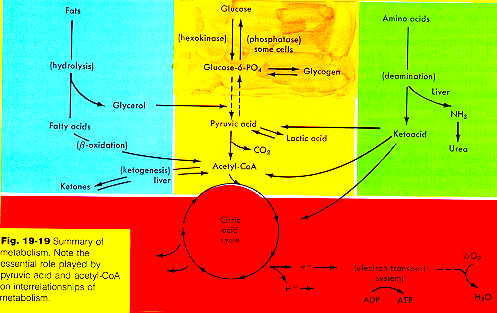 Fats
(hydrolysis)
Glycerol
Fatty acids
(β-oxidation)
(ketogenesis)
liver
Ketones
Glucose
(hexokinase)
(phosphatase)
some cells
Glucose-6-PO₄
Glycogen
Pyruvic acid
Lactic acid
CO₂
Acetyl-CoA
Amino acids
(deamination)
Liver
NH₃
Ketoacid
Urea
Citric
acid
cycle
Fig. 19-19 Summary of
metabolism. Note the
essential role played by
pyruvic acid and acetyl-CoA
on interrelationships of
metabolism.
H⁺
(electron transport
system)
ADP
ATP
H₂O